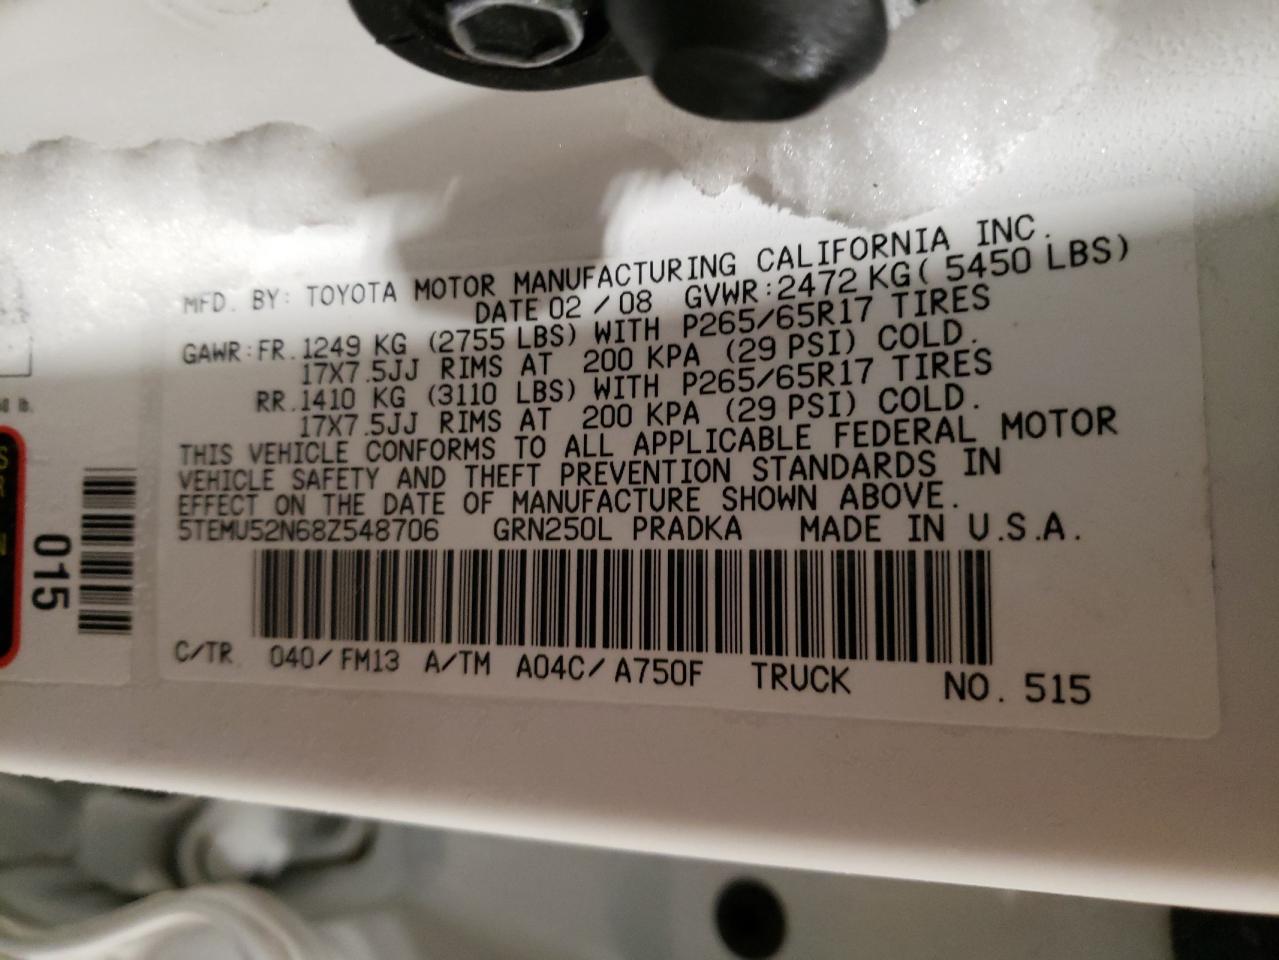 MFD. BY: TOYOTA MOTOR MANUFACTURING CALIFORNIA INC.
DATE 02 / 08 GVWR:2472 KG( 5450 LBS)
GAWR:FR.1249 KG (2755 LBS) WITH P265/65R17 TIRES
17X7.5JJ RIMS AT 200 KPA (29 PSI) COLD.
RR.1410 KG (3110 LBS) WITH P265/65R17 TIRES
17X7.5JJ RIMS AT 200 KPA (29 PSI) COLD.
THIS VEHICLE CONFORMS TO ALL APPLICABLE FEDERAL MOTOR
VEHICLE SAFETY AND THEFT PREVENTION STANDARDS IN
EFFECT ON THE DATE OF MANUFACTURE SHOWN ABOVE.
5TEMU52N68Z548706 GRN250L PRADKA MADE IN U.S.A.
C/TR 040/FM13 A/TM A04C/A750F TRUCK NO. 515
015
lb.